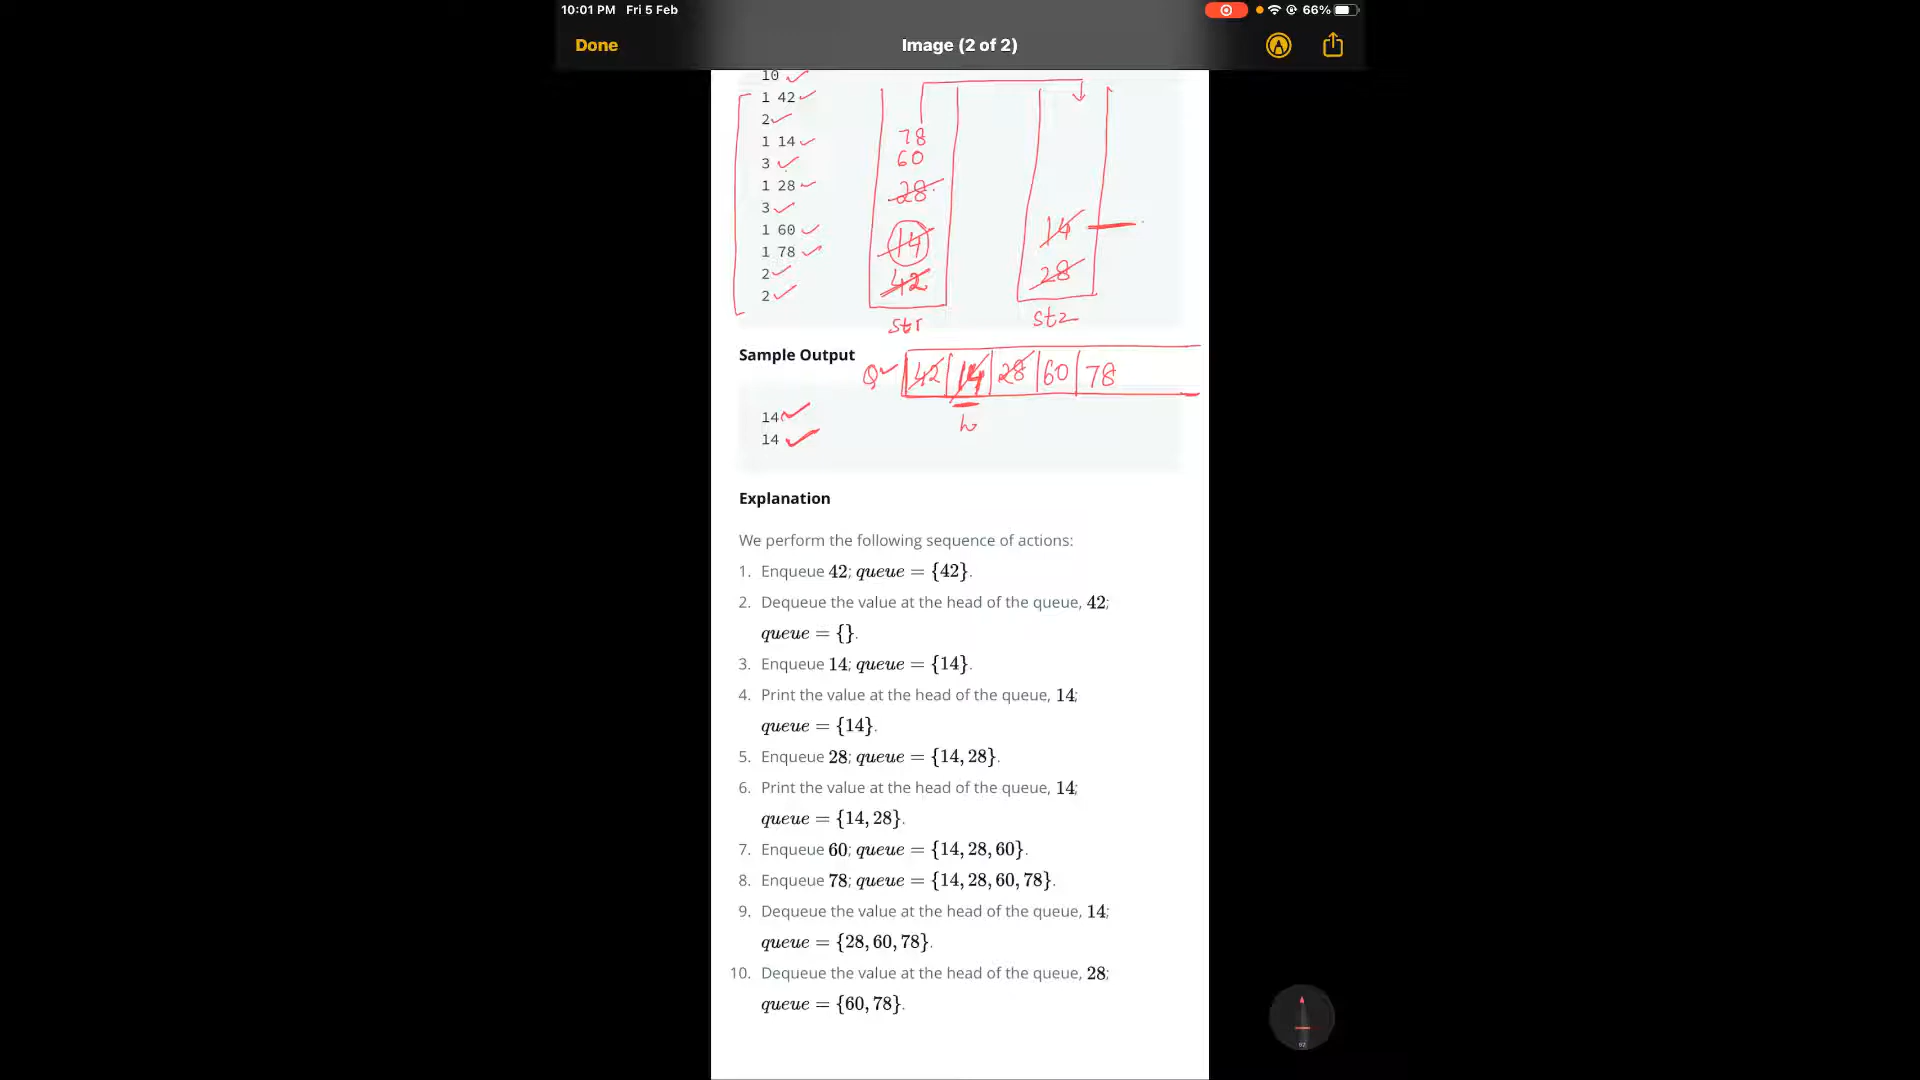 10:01 PM Fri 5 Feb
66%
Done
Image (2 of 2)
10
1 42
2
1 14
3
1 28
3
1 60
1 78
2
2
78
60
28
14
42
St1
14
28
St2
Sample Output
Q 42 14 28 60 78
h
14
14
Explanation
We perform the following sequence of actions:
1. Enqueue 42; queue = {42}.
2. Dequeue the value at the head of the queue, 42;
queue = {}.
3. Enqueue 14; queue = {14}.
4. Print the value at the head of the queue, 14;
queue = {14}.
5. Enqueue 28; queue = {14, 28}.
6. Print the value at the head of the queue, 14;
queue = {14, 28}.
7. Enqueue 60; queue = {14, 28, 60}.
8. Enqueue 78; queue = {14, 28, 60, 78}.
9. Dequeue the value at the head of the queue, 14;
queue = {28, 60, 78}.
10. Dequeue the value at the head of the queue, 28;
queue = {60, 78}.